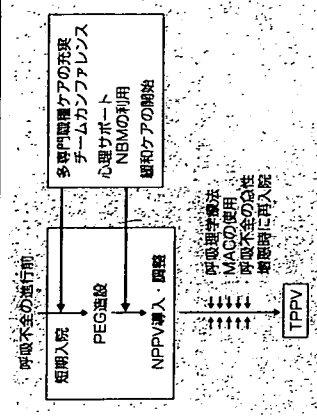 呼吸不全の進行前
短期入院
PEG造設
NPPV導入 調整
多専門職種ケアの充実
チームカンファレンス
心理サポート
NBMの利用
緩和ケアの開始
呼吸理学療法
MACの使用
呼吸不全の急性
敏感時に再入院
TPPV